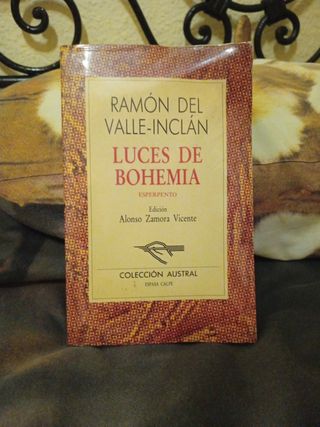 RAMÓN DEL
VALLE-INCLÁN
LUCES DE
BOHEMIA
ESPERPENTO
Edición
Alonso Zamora Vicente
COLECCIÓN AUSTRAL
ESPASA CALPE